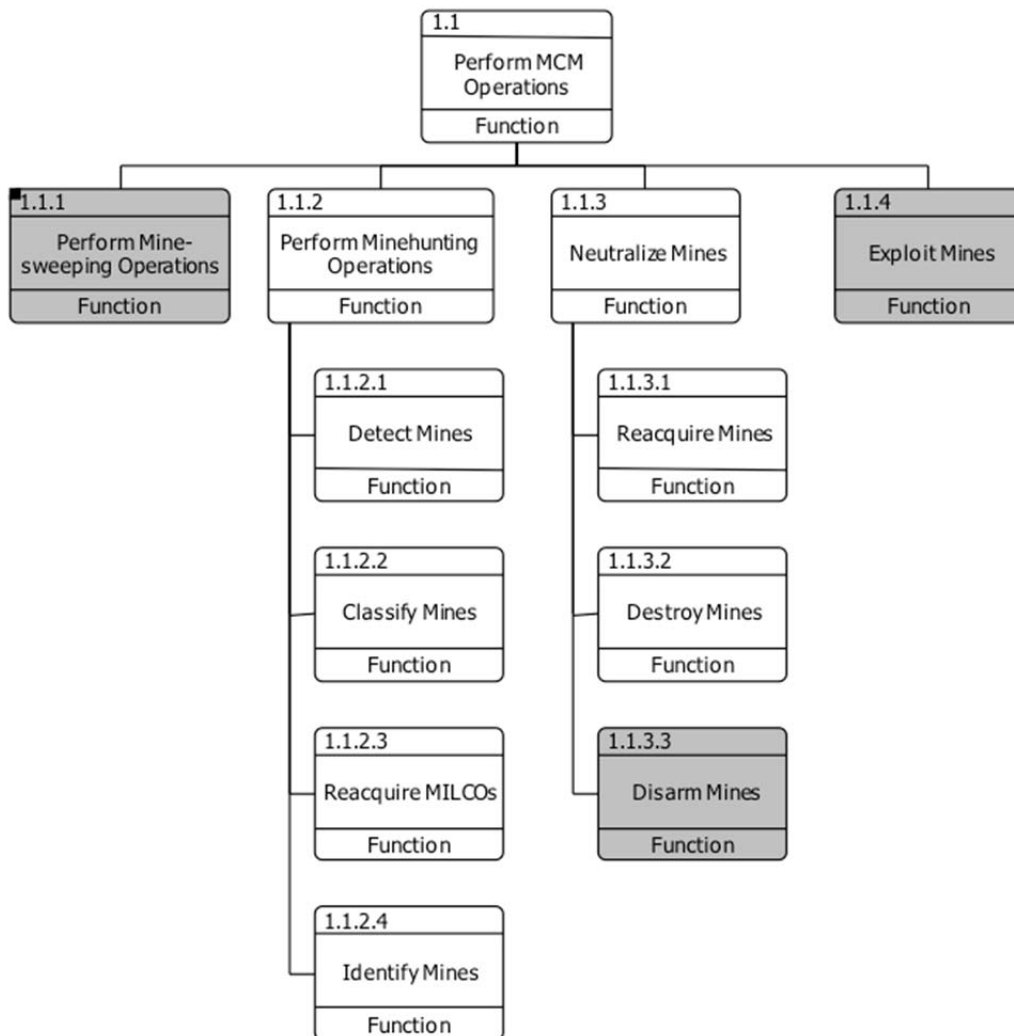 1.1
Perform MCM
Operations
Function
1.1.1
Perform Mine-
sweeping Operations
Function
1.1.2
Perform Minehunting
Operations
Function
1.1.3
Neutralize Mines
Function
1.1.4
Exploit Mines
Function
1.1.2.1
Detect Mines
Function
1.1.3.1
Reacquire Mines
Function
1.1.2.2
Classify Mines
Function
1.1.3.2
Destroy Mines
Function
1.1.2.3
Reacquire MILCOs
Function
1.1.3.3
Disarm Mines
Function
1.1.2.4
Identify Mines
Function